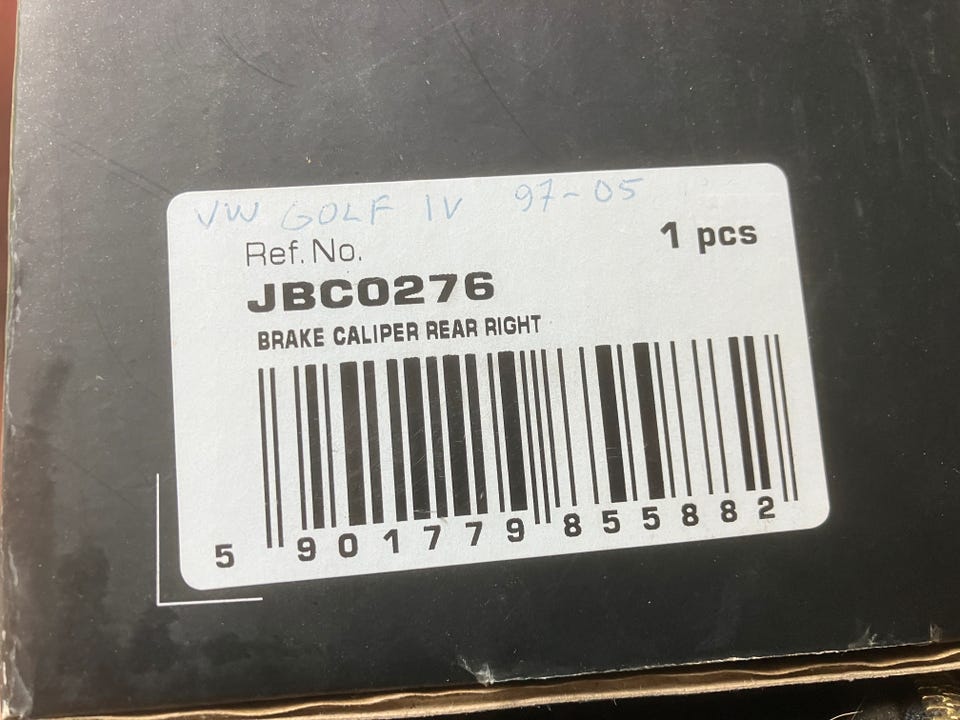 VW GOLF IV 97-05
Ref. No.
1 pcs
JBC0276
BRAKE CALIPER REAR RIGHT
5 901779 855882